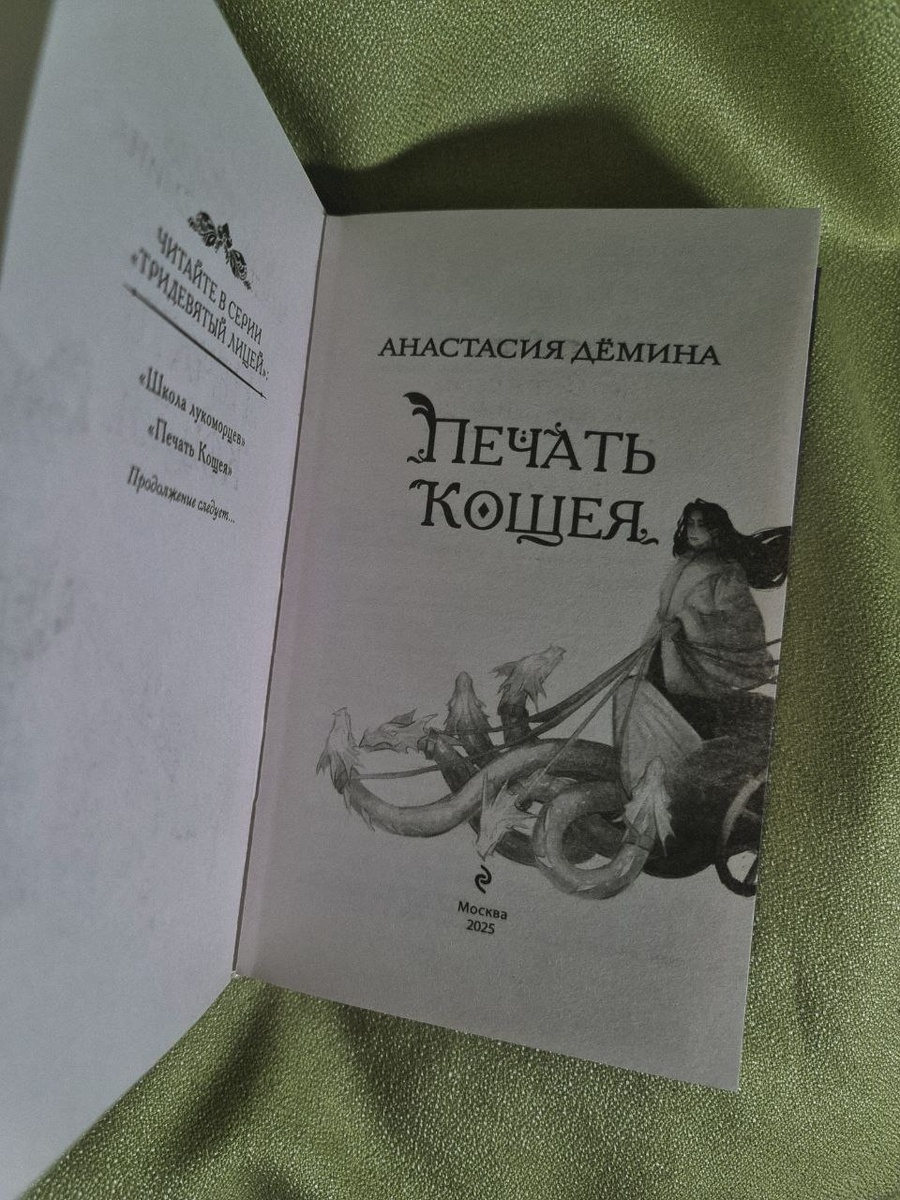 ЧИТАЙТЕ В СЕРИИ
«ТРИДЕВЯТЫЙ ЛИЦЕЙ»:
«Школа лукоморцев»
«Печать Кощея»
Продолжение следует...
АНАСТАСИЯ ДЁМИНА
ПЕЧАТЬ
КОЩЕЯ
Москва
2025